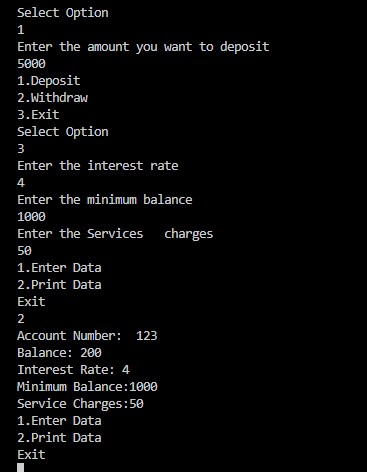 Select Option
1
Enter the amount you want to deposit
5000
1.Deposit
2.Withdraw
3.Exit
Select Option
3
Enter the interest rate
4
Enter the minimum balance
1000
Enter the Services   charges
50
1.Enter Data
2.Print Data
Exit
2
Account Number:  123
Balance: 200
Interest Rate: 4
Minimum Balance:1000
Service Charges:50
1.Enter Data
2.Print Data
Exit